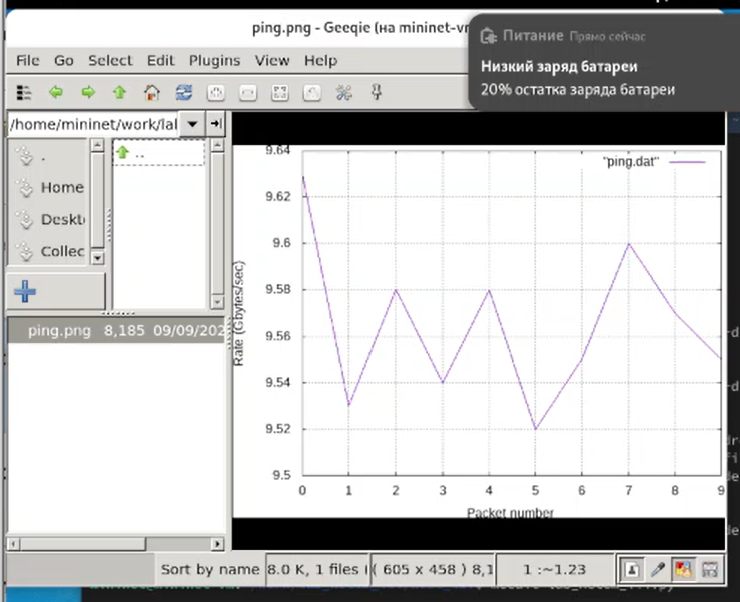 ping.png - Geeqie (на mininet-vm
Питание Прямо сейчас
Низкий заряд батареи
20% остатка заряда батареи
File Go Select Edit Plugins View Help
/home/mininet/work/lal
.
..
Home
Deskt
Collec
ping.png 8,185 09/09/202
"ping.dat"
9.64
9.62
9.6
9.58
9.56
9.54
9.52
9.5
Rate (Gbytes/sec)
0 1 2 3 4 5 6 7 8 9
Packet number
Sort by name 8.0 K, 1 files ( 605 x 458 ) 8,1 1 :~1.23